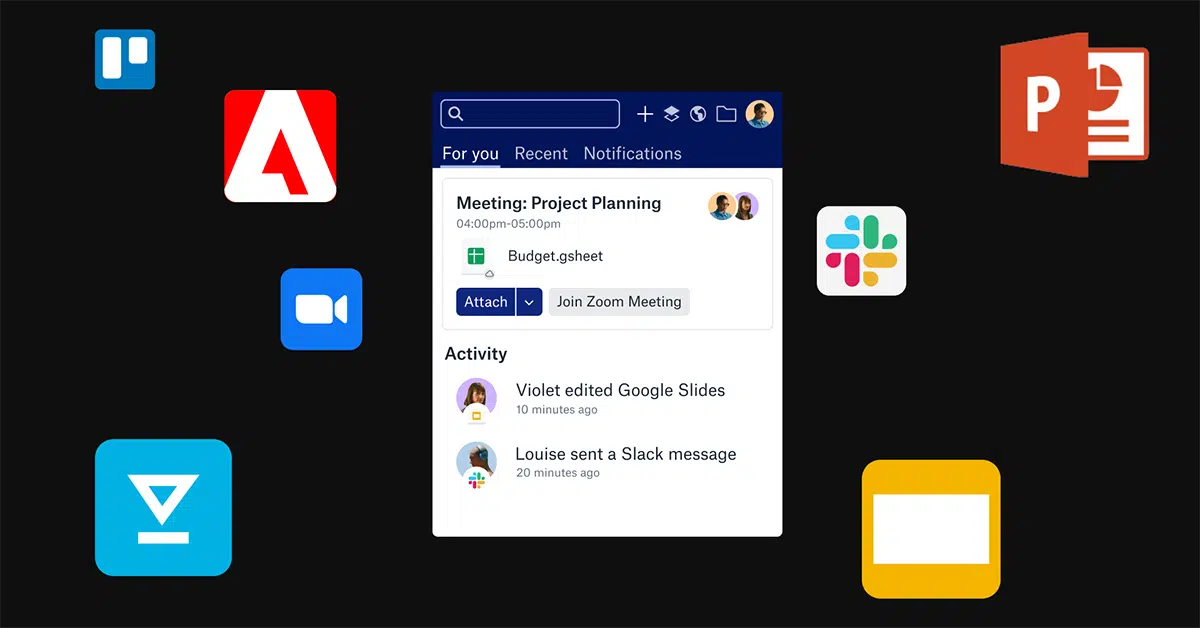 For you Recent Notifications
Meeting: Project Planning
04:00pm-05:00pm
Budget.gsheet
Attach Join Zoom Meeting
Activity
Violet edited Google Slides
10 minutes ago
Louise sent a Slack message
20 minutes ago
P